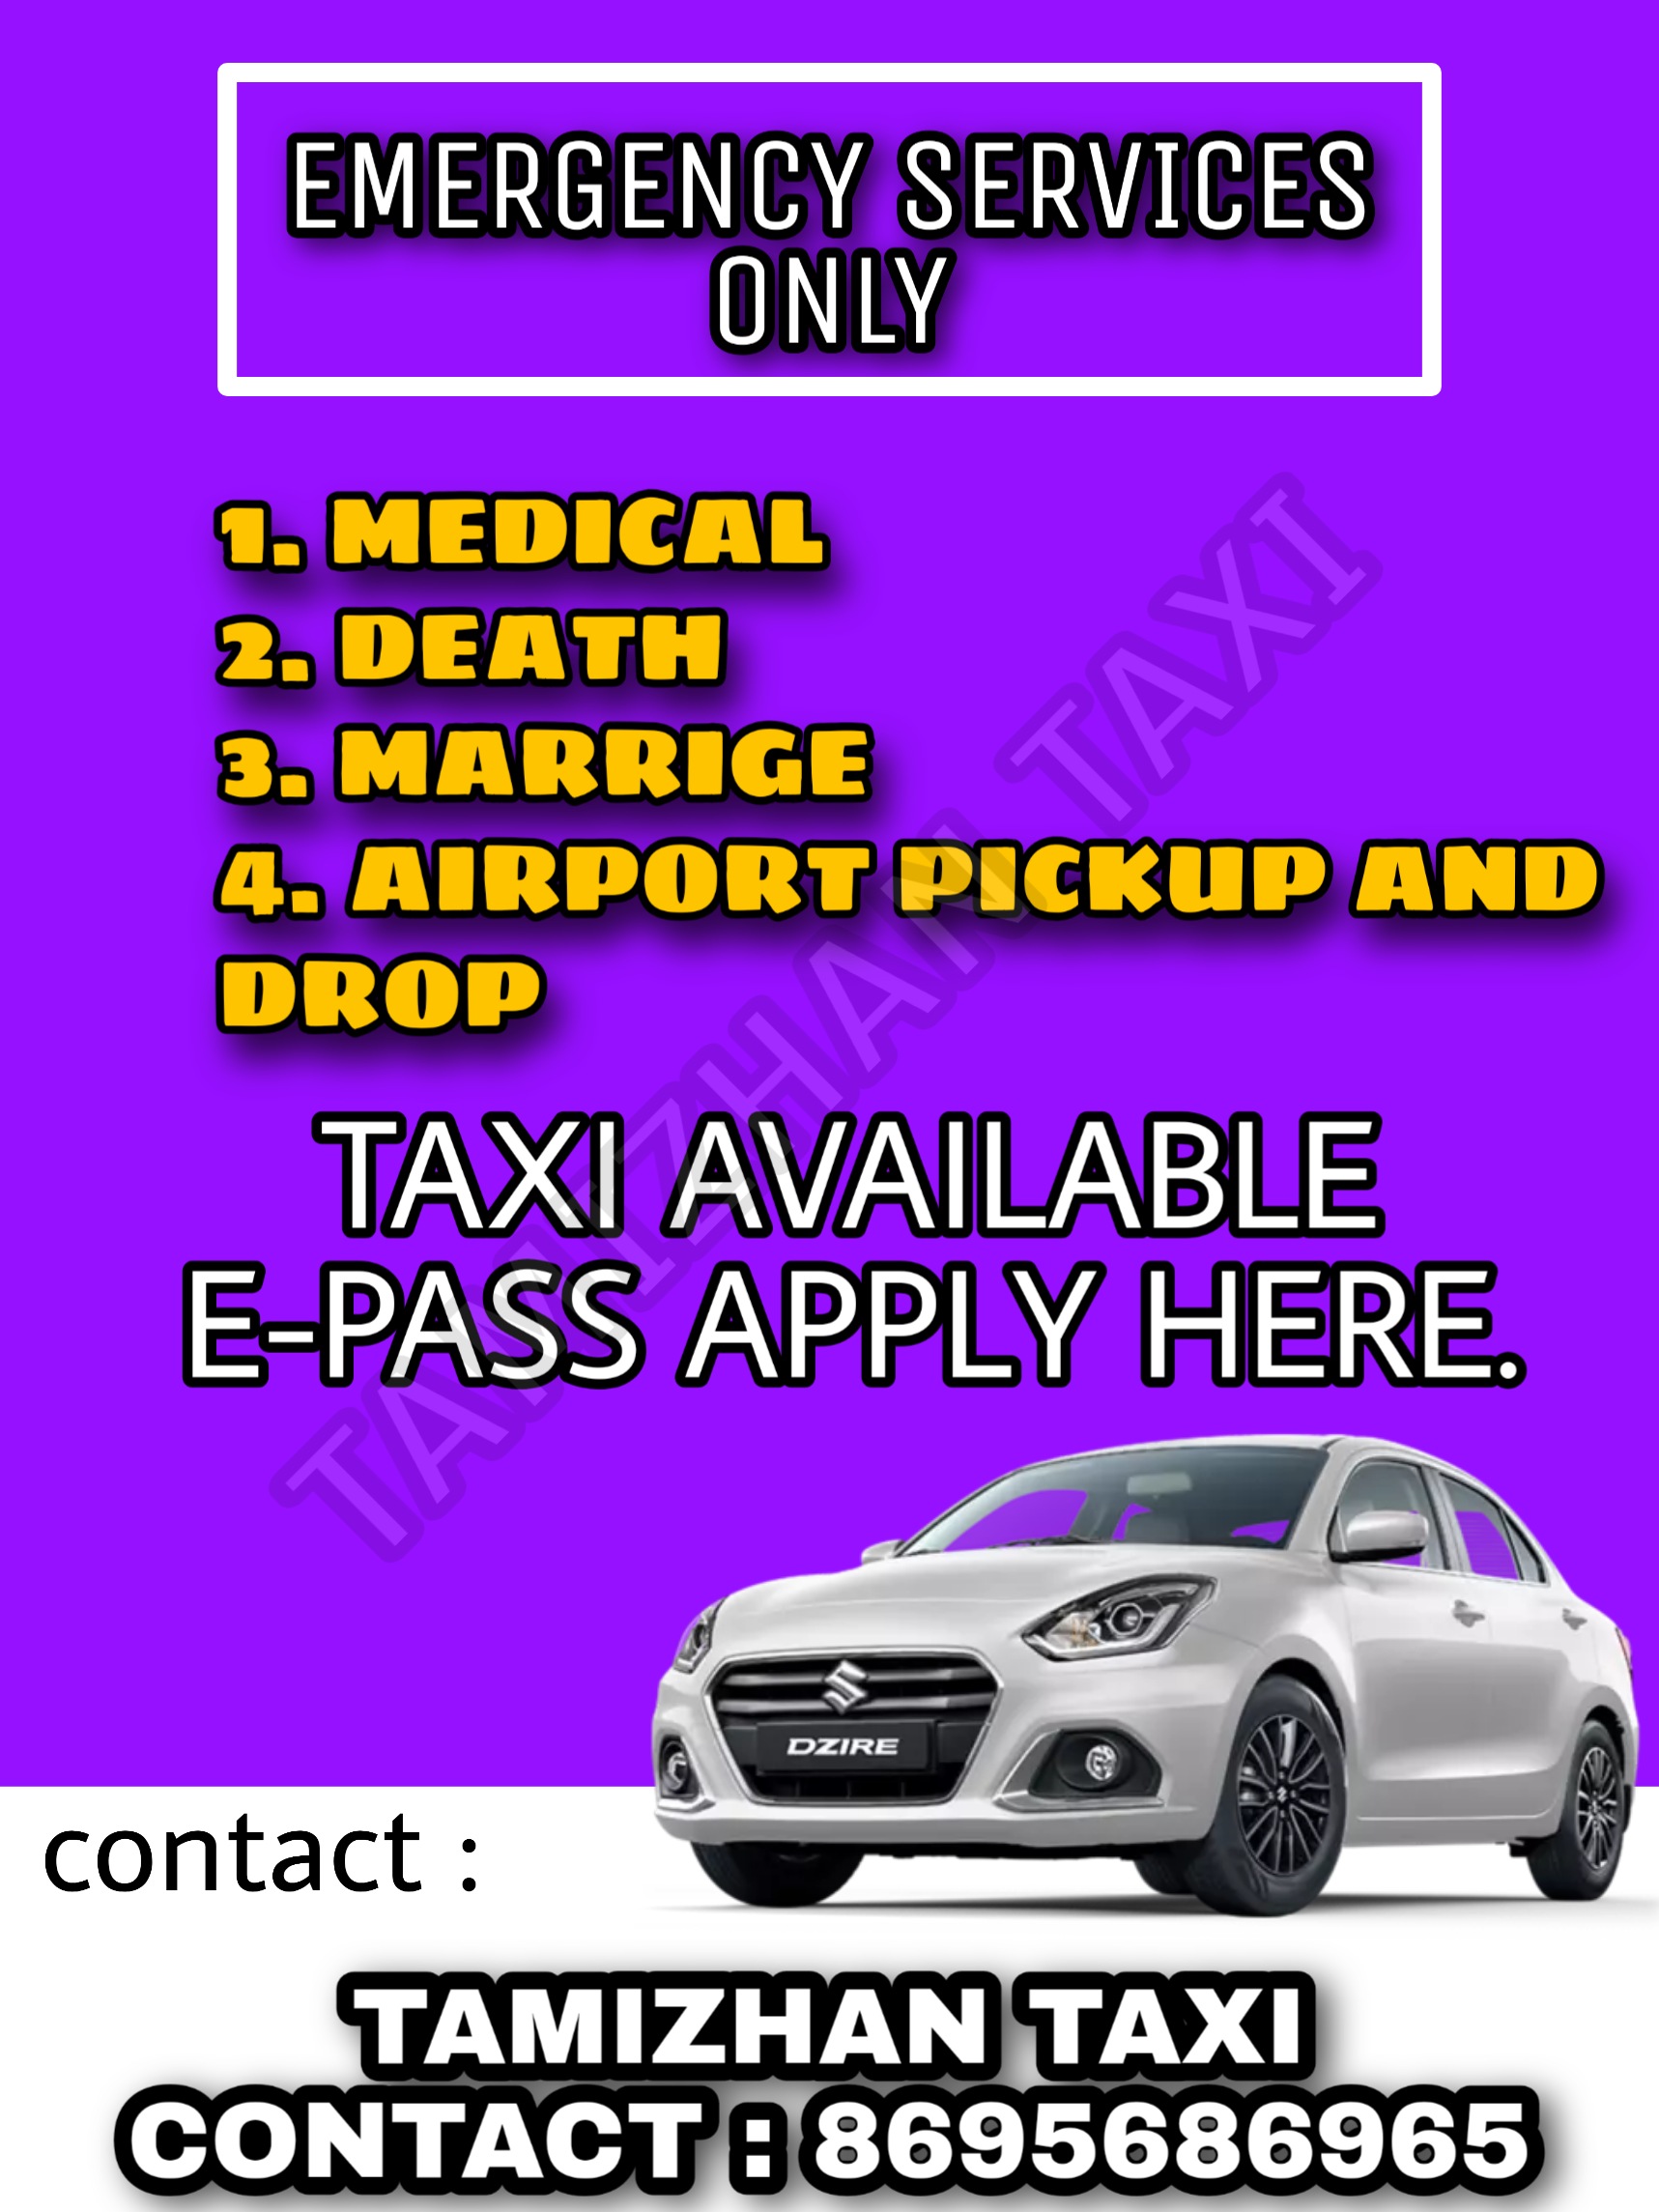 EMERGENCY SERVICES
ONLY
1. MEDICAL
2. DEATH
3. MARRIGE
4. AIRPORT PICKUP AND
DROP
TAMIZHAN TAXI
TAXI AVAILABLE
E-PASS APPLY HERE.
DZIRE
contact :
TAMIZHAN TAXI
CONTACT : 8695686965